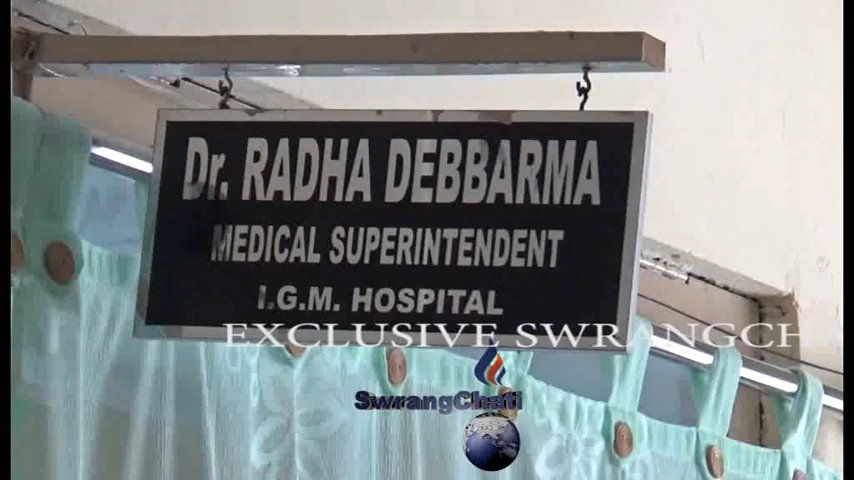 Dr. RADHA DEBBARMA
MEDICAL SUPERINTENDENT
I.G.M. HOSPITAL
EXCLUSIVE SWRANGCH
SwrangChati